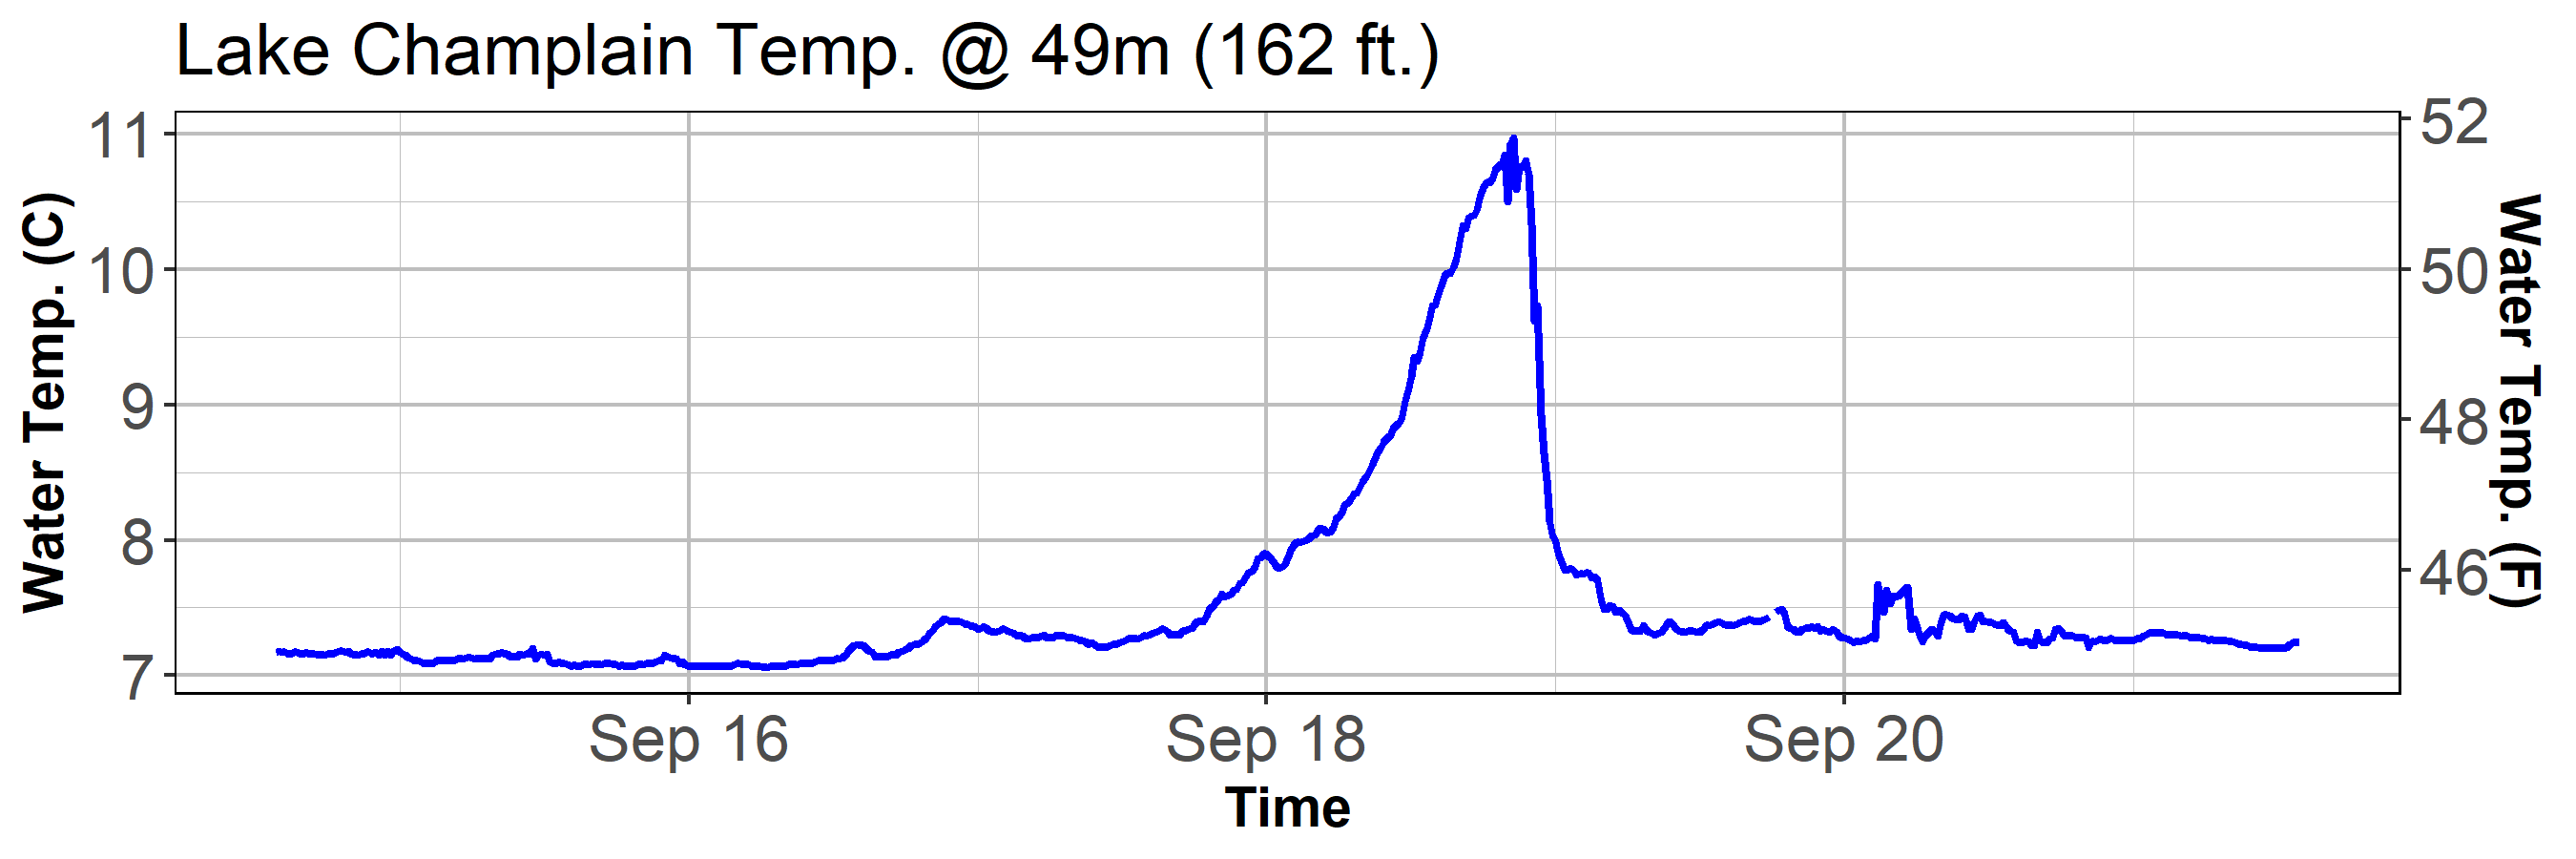 Lake Champlain Temp. @ 49m (162 ft.)
Water Temp. (C)
11
10
9
8
7
52
50
48
46
Water Temp. (F)
Sep 16
Sep 18
Sep 20
Time